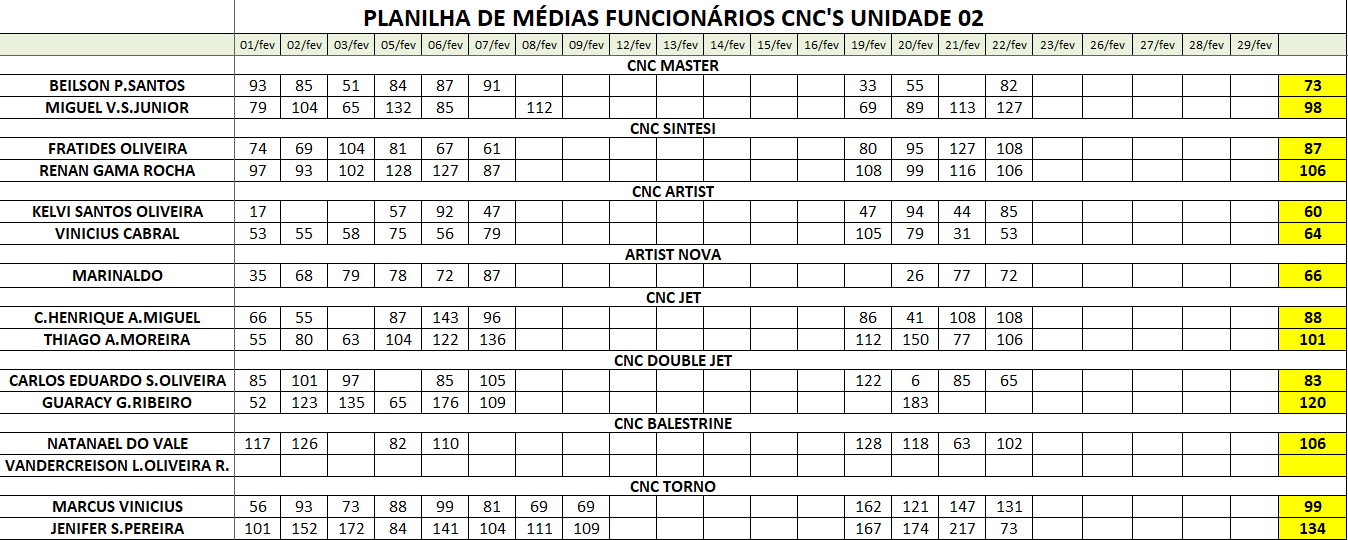 PLANILHA DE MÉDIAS FUNCIONÁRIOS CNC'S UNIDADE 02
01/fev 02/fev 03/fev 05/fev 06/fev 07/fev 08/fev 09/fev 12/fev 13/fev 14/fev 15/fev 16/fev 19/fev 20/fev 21/fev 22/fev 23/fev 26/fev 27/fev 28/fev 29/fev
CNC MASTER
BEILSON P.SANTOS 93 85 51 84 87 91 33 55 82 73
MIGUEL V.S.JUNIOR 79 104 65 132 85 112 69 89 113 127 98
CNC SINTESI
FRATIDES OLIVEIRA 74 69 104 81 67 61 80 95 127 108 87
RENAN GAMA ROCHA 97 93 102 128 127 87 108 99 116 106 106
CNC ARTIST
KELVI SANTOS OLIVEIRA 17 57 92 47 47 94 44 85 60
VINICIUS CABRAL 53 55 58 75 56 79 105 79 31 53 64
ARTIST NOVA
MARINALDO 35 68 79 78 72 87 26 77 72 66
CNC JET
C.HENRIQUE A.MIGUEL 66 55 87 143 96 86 41 108 108 88
THIAGO A.MOREIRA 55 80 63 104 122 136 112 150 77 106 101
CNC DOUBLE JET
CARLOS EDUARDO S.OLIVEIRA 85 101 97 85 105 122 6 85 65 83
GUARACY G.RIBEIRO 52 123 135 65 176 109 183 120
CNC BALESTRINE
NATANAEL DO VALE 117 126 82 110 128 118 63 102 106
VANDERCREISON L.OLIVEIRA R.
CNC TORNO
MARCUS VINICIUS 56 93 73 88 99 81 69 69 162 121 147 131 99
JENIFER S.PEREIRA 101 152 172 84 141 104 111 109 167 174 217 73 134